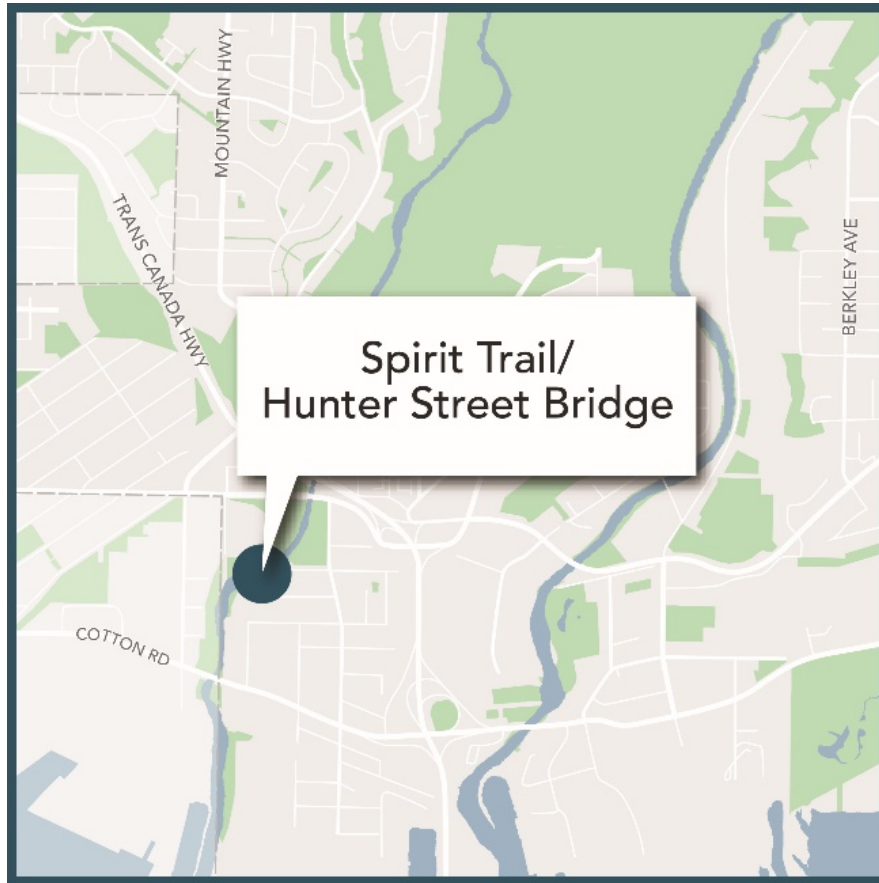 MOUNTAIN HWY
TRANS CANADA HWY
BERKLEY AVE
Spirit Trail/
Hunter Street Bridge
COTTON RD